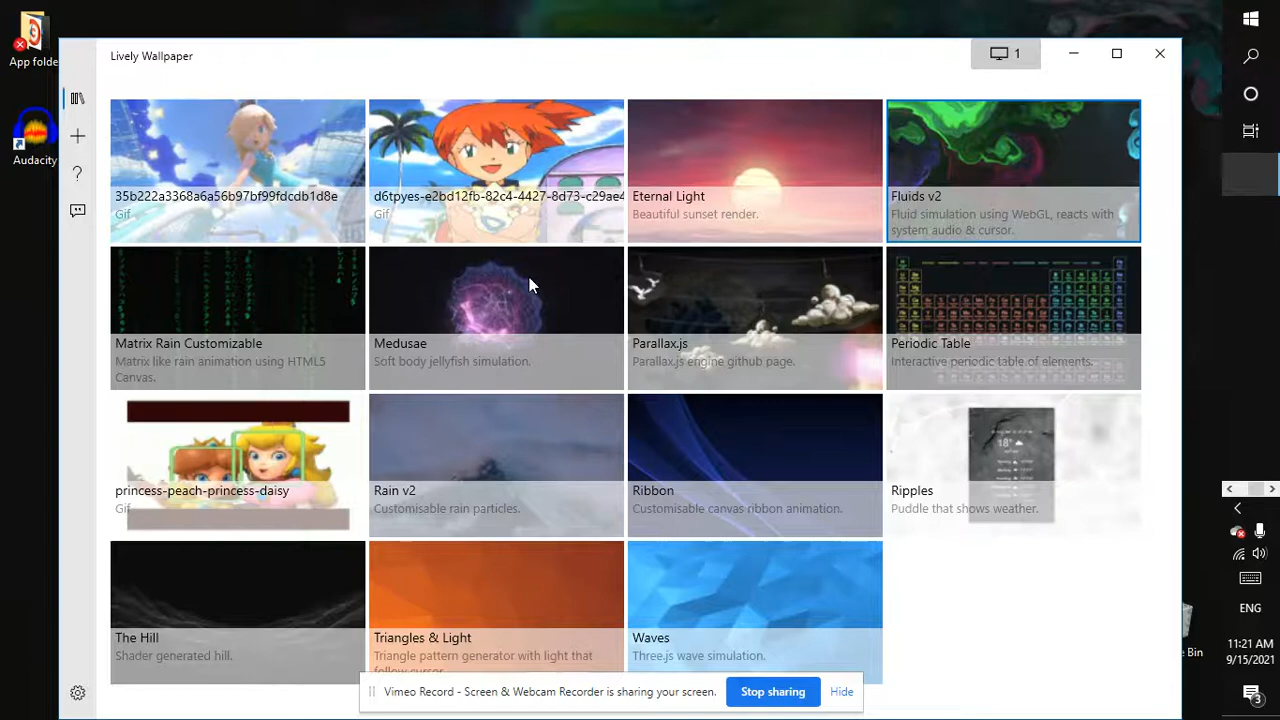 App folde
Audacity
Lively Wallpaper
1
35b222a3368a6a56b97bf99fdcdb1d8e
Gif
d6tpyes-e2bd12fb-82c4-4427-8d73-c29ae4
Gif
Eternal Light
Beautiful sunset render.
Fluids v2
Fluid simulation using WebGL, reacts with
system audio & cursor.
Matrix Rain Customizable
Matrix like rain animation using HTML5
Canvas.
Medusae
Soft body jellyfish simulation.
Parallax.js
Parallax.js engine github page.
Periodic Table
Interactive periodic table of elements.
princess-peach-princess-daisy
Gif
Rain v2
Customisable rain particles.
Ribbon
Customisable canvas ribbon animation.
Ripples
Puddle that shows weather.
18°
The Hill
Shader generated hill.
Triangles & Light
Triangle pattern generator with light that
follow cursor.
Waves
Three.js wave simulation.
Vimeo Record - Screen & Webcam Recorder is sharing your screen.
Stop sharing
Hide
ENG
11:21 AM
9/15/2021
3
e Bin